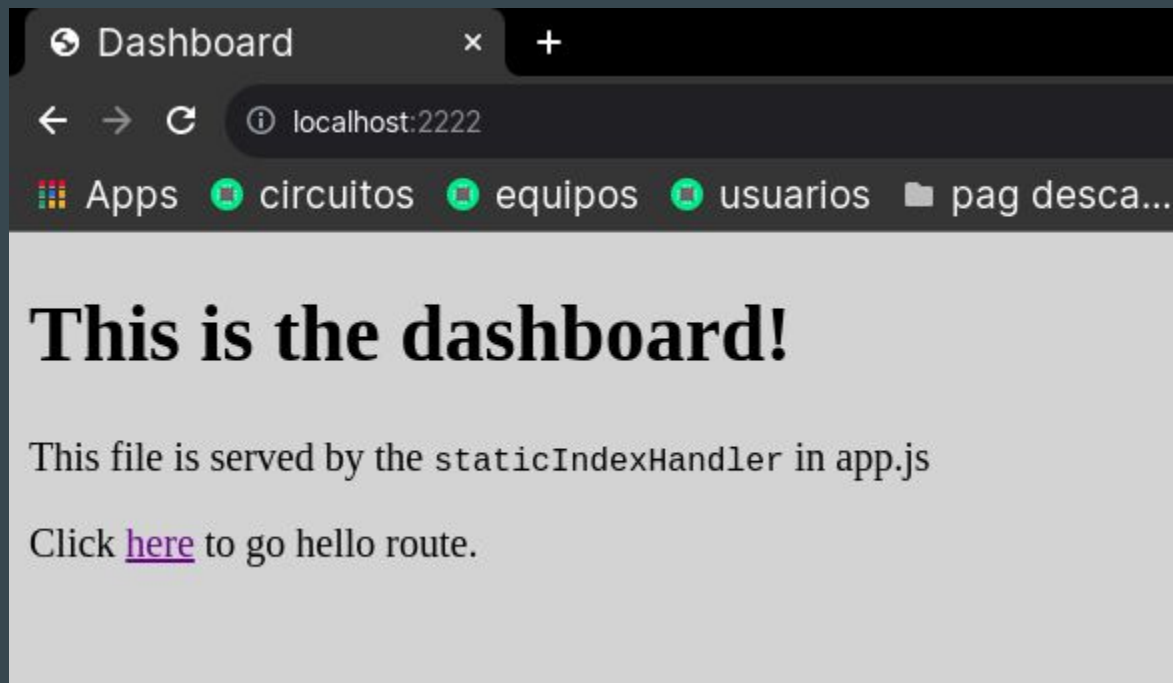 Dashboard
localhost:2222
Apps circuitos equipos usuarios pag desca...
This is the dashboard!
This file is served by the staticIndexHandler in app.js
Click here to go hello route.